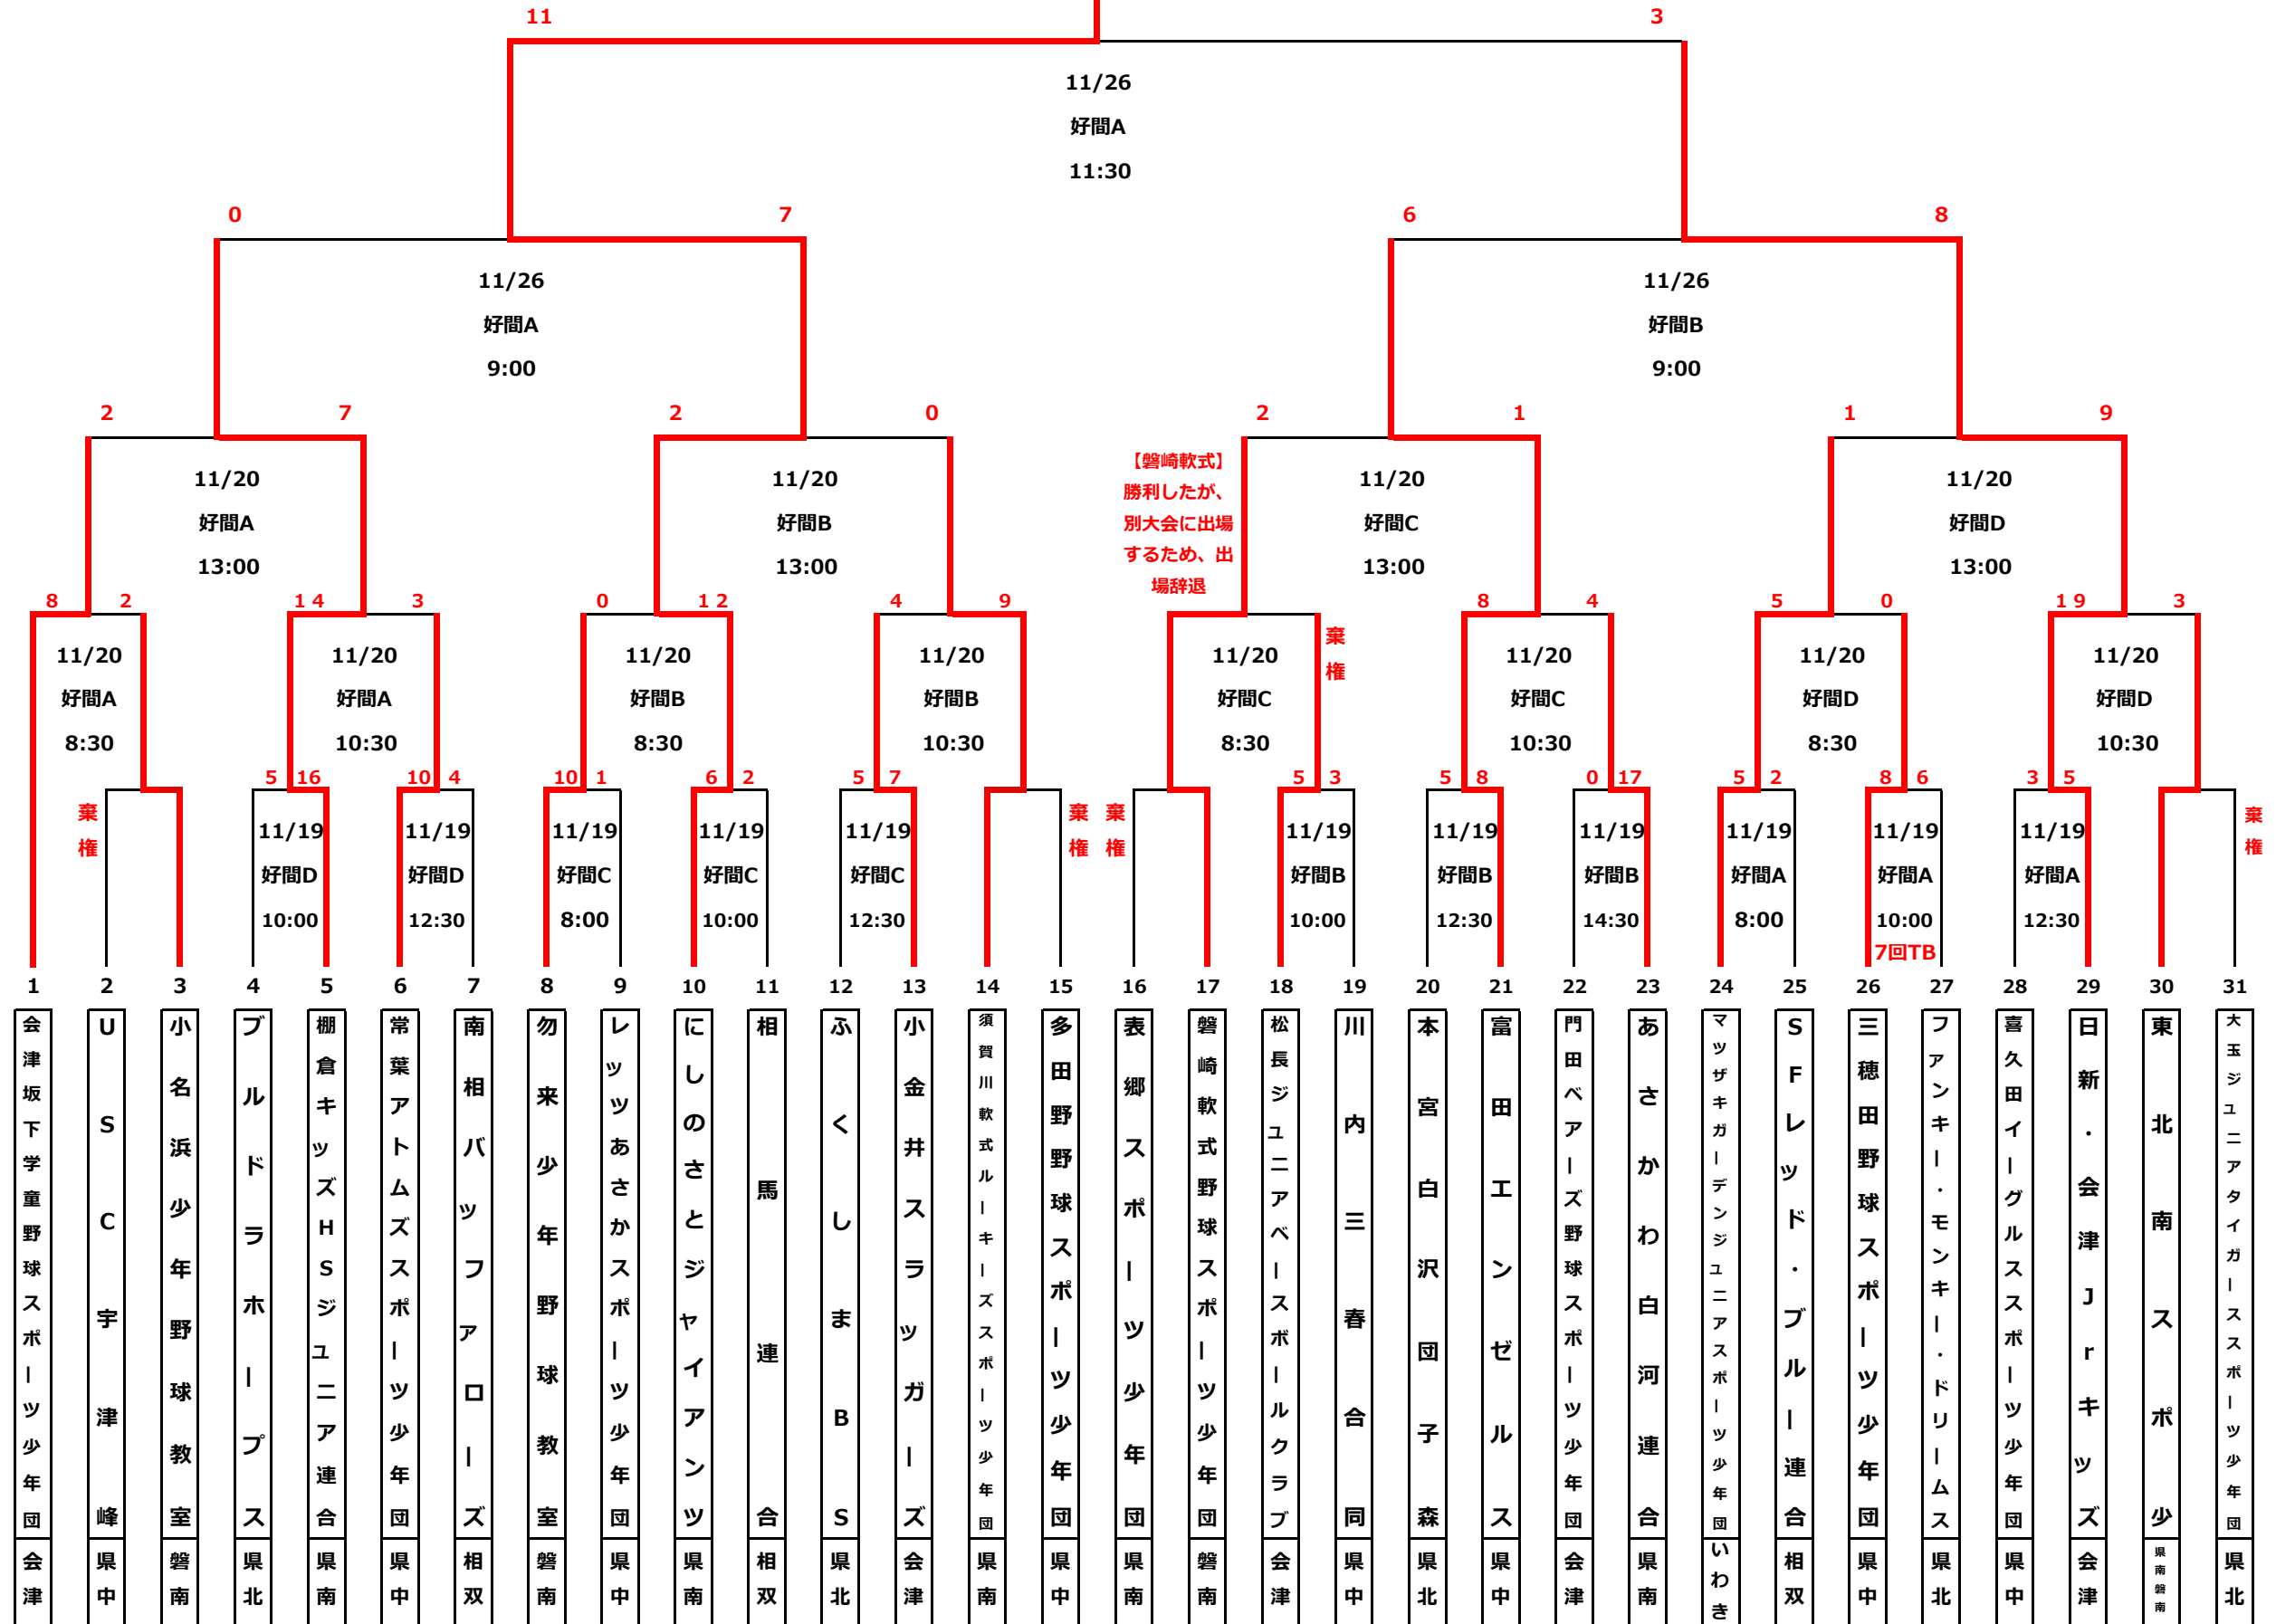 11 3
11/26
好間A
11:30
0 7 6 8
11/26 11/26
好間A 好間B
9:00 9:00
2 7 2 0 2 1 1 9
【磐崎軟式】
勝利したが、
別大会に出場
するため、出
場辞退
11/20 11/20 11/20 11/20
好間A 好間B 好間C 好間D
13:00 13:00 13:00 13:00
8 2 14 3 0 12 4 9 8 4 5 0 19 3
棄権
11/20 11/20 11/20 11/20 11/20 11/20 11/20 11/20
好間A 好間A 好間B 好間B 好間C 好間C 好間D 好間D
8:30 10:30 8:30 10:30 8:30 10:30 8:30 10:30
5 16 10 4 10 1 6 2 5 7 5 3 5 8 0 17 5 2 8 6 3 5
棄権 棄権 棄権 棄権
11/19 11/19 11/19 11/19 11/19 11/19 11/19 11/19 11/19 11/19 11/19
好間D 好間D 好間C 好間C 好間C 好間B 好間B 好間B 好間A 好間A 好間A
10:00 12:30 8:00 10:00 12:30 10:00 12:30 14:30 8:00 10:00 12:30
7回TB
1 2 3 4 5 6 7 8 9 10 11 12 13 14 15 16 17 18 19 20 21 22 23 24 25 26 27 28 29 30 31
会津坂下学童野球スポーツ少年団
会津
USC宇津峰
県中
小名浜少年野球教室
磐南
ブルドラホープス
県北
棚倉キッズHSジュニア連合
県南
常葉アトムズスポーツ少年団
県中
南相バッファローズ
相双
勿来少年野球教室
磐南
レッツあさかスポーツ少年団
県中
にしのさとジャイアンツ
県南
相馬連合
相双
ふくしまBS
県北
小金井スラッガーズ
会津
須賀川軟式ルーキーズスポーツ少年団
県南
多田野野球スポーツ少年団
県中
表郷スポーツ少年団
県南
磐崎軟式野球スポーツ少年団
磐南
松長ジュニアベースボールクラブ
会津
川内三春合同
県中
本宮白沢団子森
県北
富田エンゼルス
県中
門田ベアーズ野球スポーツ少年団
会津
あさかわ白河連合
県南
マツザキガーデンジュニアスポーツ少年団
いわき
SFレッド・ブルー連合
相双
三穂田野球スポーツ少年団
県中
ファンキー・モンキー・ドリームス
県北
喜久田イーグルススポーツ少年団
県中
日新・会津Jrキッズ
会津
東北南スポ少
県南磐南
大玉ジュニアタイガーススポーツ少年団
県北